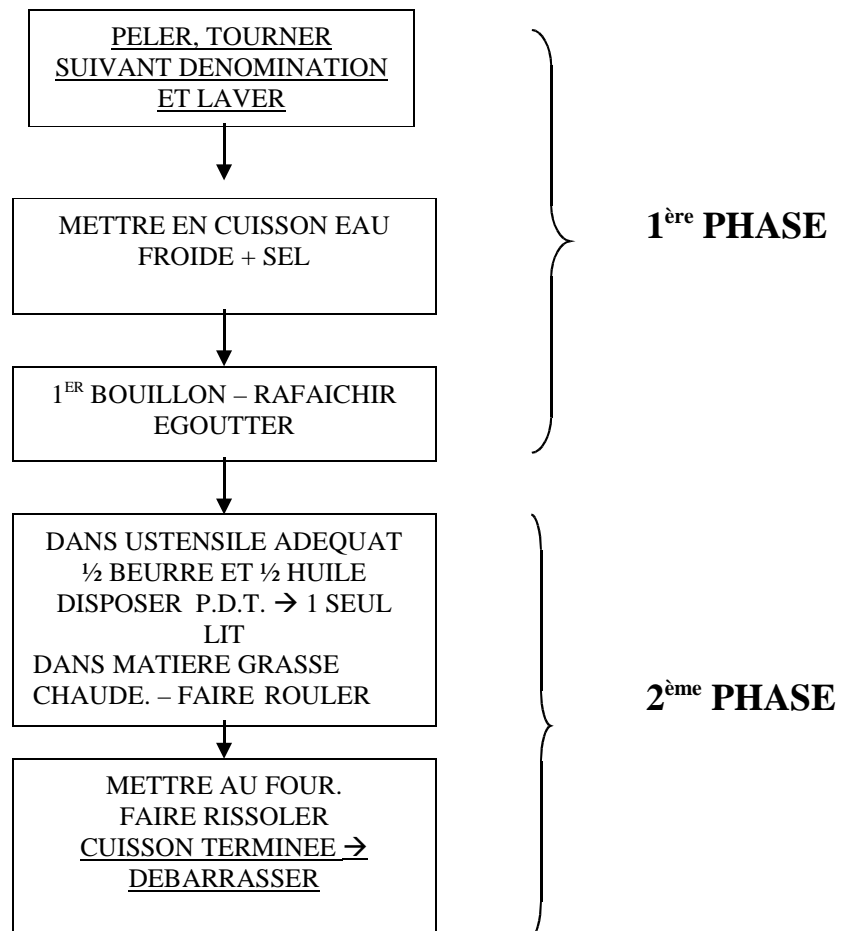 PELER, TOURNER
SUIVANT DENOMINATION
ET LAVER
METTRE EN CUISSON EAU
FROIDE + SEL
1ER BOUILLON – RAFAICHIR
EGOUTTER
1ère PHASE
DANS USTENSILE ADEQUAT
½ BEURRE ET ½ HUILE
DISPOSER P.D.T. → 1 SEUL
LIT
DANS MATIERE GRASSE
CHAUDE. – FAIRE ROULER
METTRE AU FOUR.
FAIRE RISSOLER
CUISSON TERMINEE →
DEBARRASSER
2ème PHASE